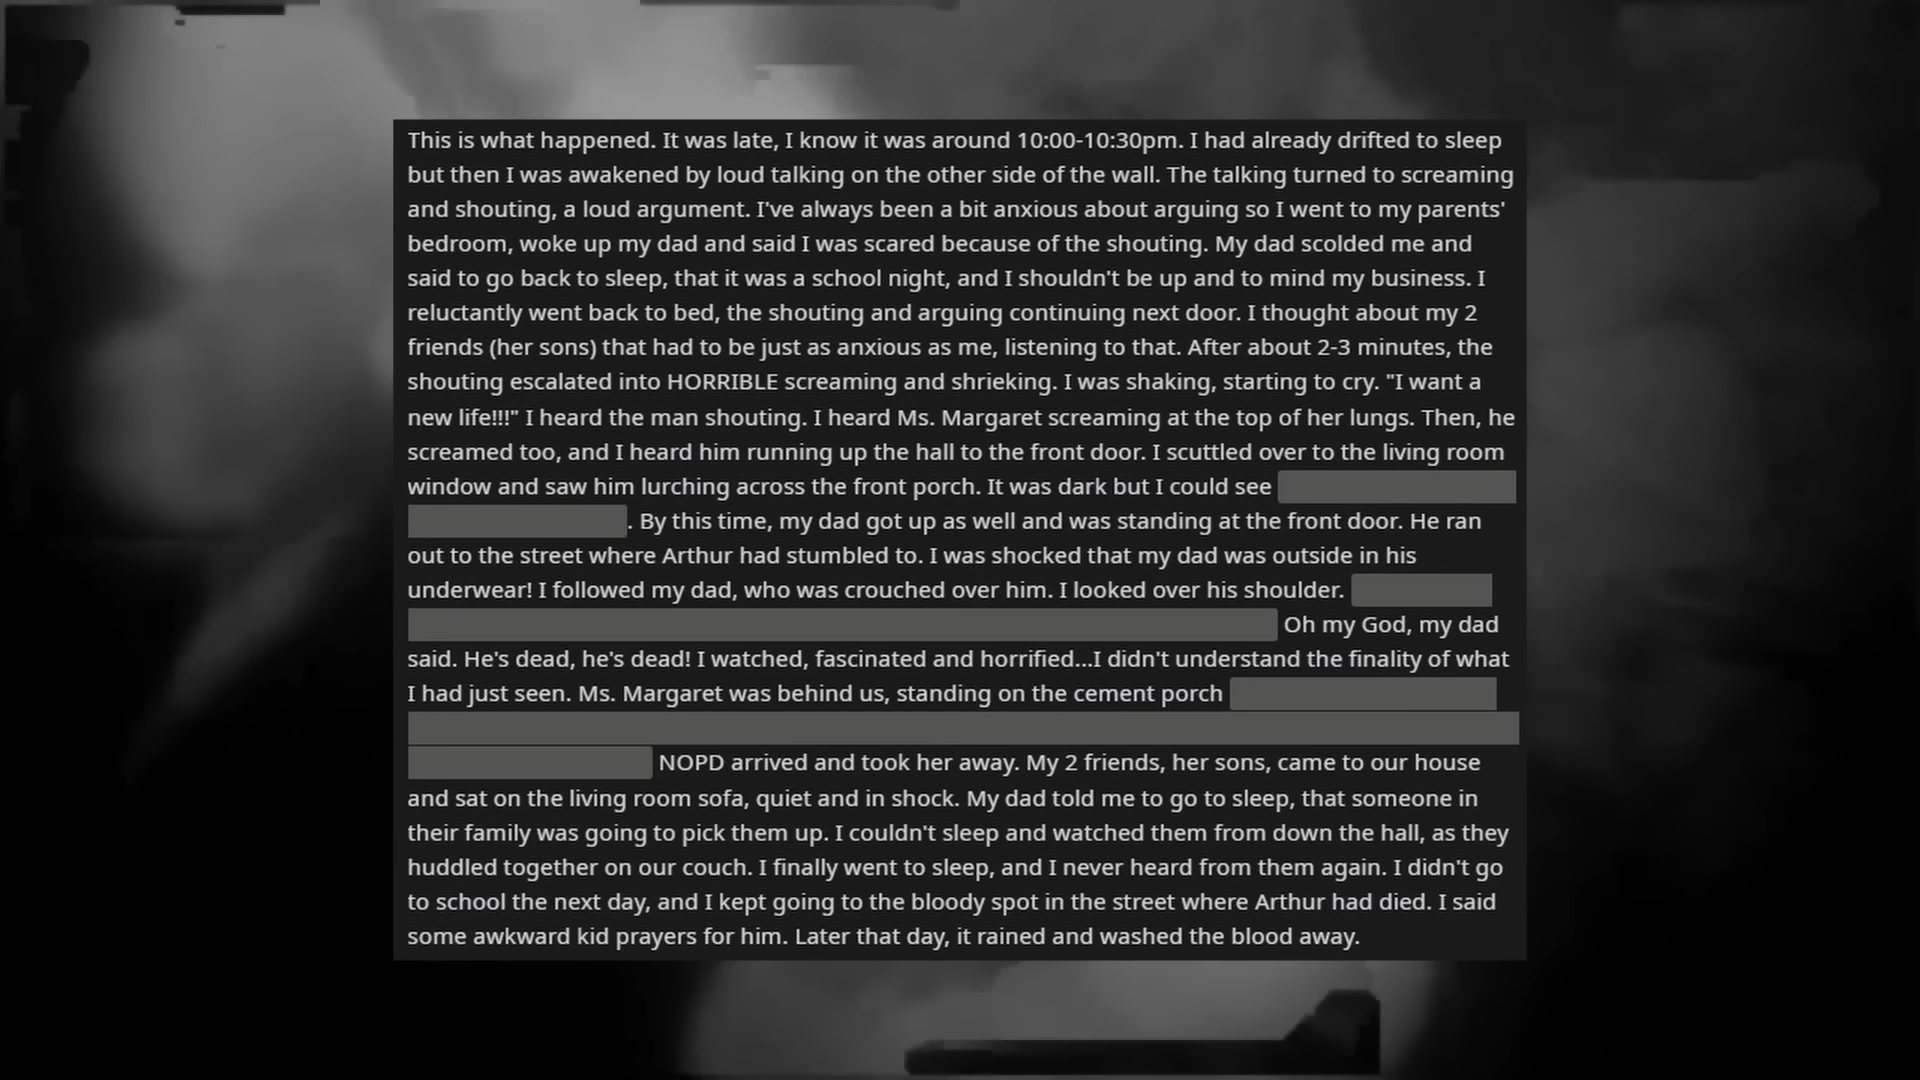 This is what happened. It was late, I know it was around 10:00-10:30pm. I had already drifted to sleep
but then I was awakened by loud talking on the other side of the wall. The talking turned to screaming
and shouting, a loud argument. I've always been a bit anxious about arguing so I went to my parents'
bedroom, woke up my dad and said I was scared because of the shouting. My dad scolded me and
said to go back to sleep, that it was a school night, and I shouldn't be up and to mind my business. I
reluctantly went back to bed, the shouting and arguing continuing next door. I thought about my 2
friends (her sons) that had to be just as anxious as me, listening to that. After about 2-3 minutes, the
shouting escalated into HORRIBLE screaming and shrieking. I was shaking, starting to cry. "I want a
new life!!!" I heard the man shouting. I heard Ms. Margaret screaming at the top of her lungs. Then, he
screamed too, and I heard him running up the hall to the front door. I scuttled over to the living room
window and saw him lurching across the front porch. It was dark but I could see
. By this time, my dad got up as well and was standing at the front door. He ran
out to the street where Arthur had stumbled to. I was shocked that my dad was outside in his
underwear! I followed my dad, who was crouched over him. I looked over his shoulder.
Oh my God, my dad
said. He's dead, he's dead! I watched, fascinated and horrified...I didn't understand the finality of what
I had just seen. Ms. Margaret was behind us, standing on the cement porch
NOPD arrived and took her away. My 2 friends, her sons, came to our house
and sat on the living room sofa, quiet and in shock. My dad told me to go to sleep, that someone in
their family was going to pick them up. I couldn't sleep and watched them from down the hall, as they
huddled together on our couch. I finally went to sleep, and I never heard from them again. I didn't go
to school the next day, and I kept going to the bloody spot in the street where Arthur had died. I said
some awkward kid prayers for him. Later that day, it rained and washed the blood away.